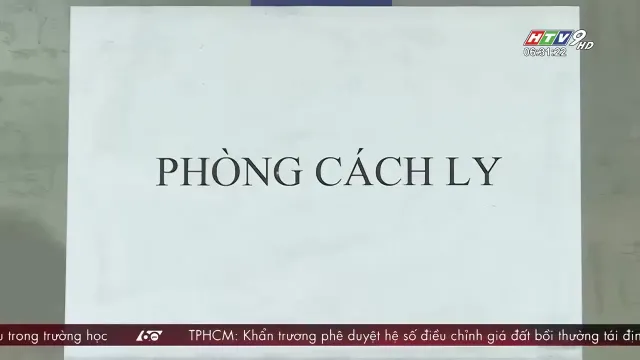 HTV9 HD
06:31:22
PHÒNG CÁCH LY
trong trường học
60
TPHCM: Khẩn trương phê duyệt hệ số điều chỉnh giá đất bồi thường tái